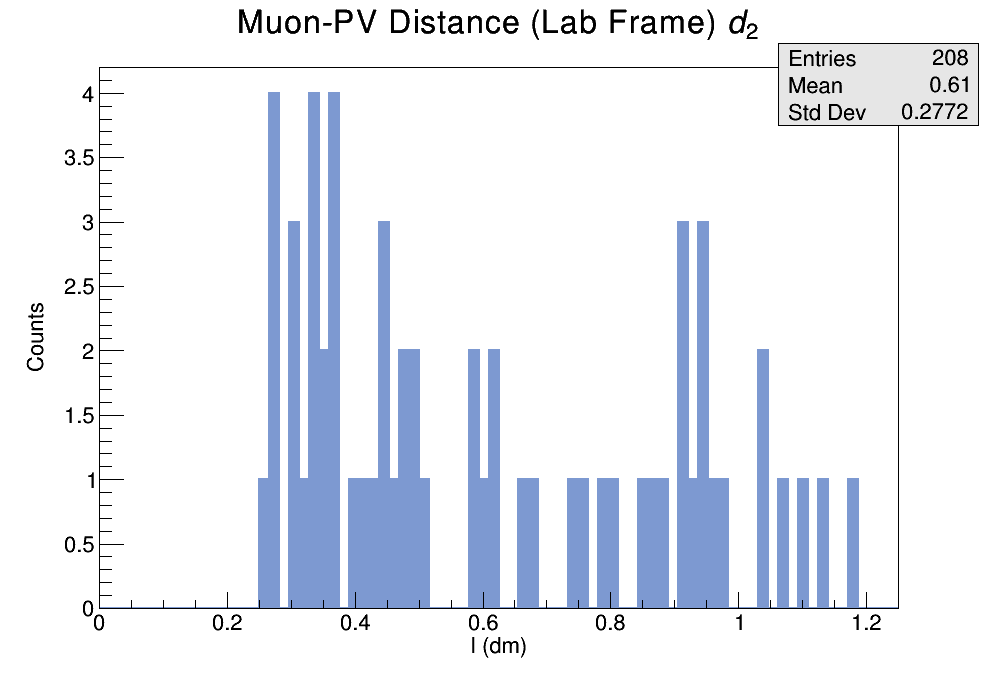 Muon-PV Distance (Lab Frame) d2
Entries 208
Mean 0.61
Std Dev 0.2772
4
3.5
3
2.5
2
1.5
1
0.5
0
Counts
0 0.2 0.4 0.6 0.8 1 1.2
l (dm)